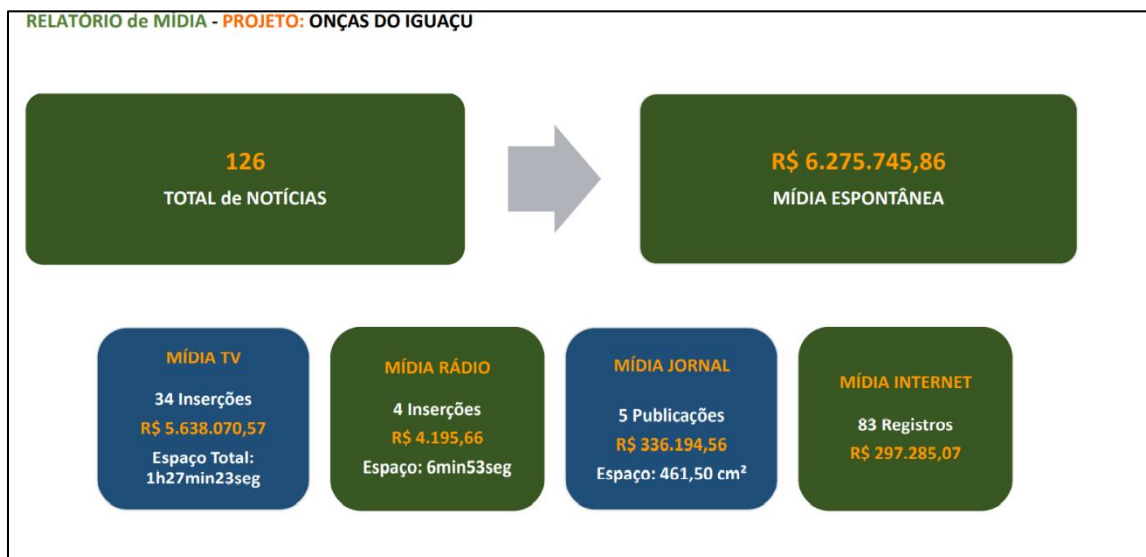 RELATÓRIO de MÍDIA - PROJETO: ONÇAS DO IGUAÇU
126
TOTAL de NOTÍCIAS
R$ 6.275.745,86
MÍDIA ESPONTÂNEA
MÍDIA TV
34 Inserções
R$ 5.638.070,57
Espaço Total:
1h27min23seg
MÍDIA RÁDIO
4 Inserções
R$ 4.195,66
Espaço: 6min53seg
MÍDIA JORNAL
5 Publicações
R$ 336.194,56
Espaço: 461,50 cm²
MÍDIA INTERNET
83 Registros
R$ 297.285,07